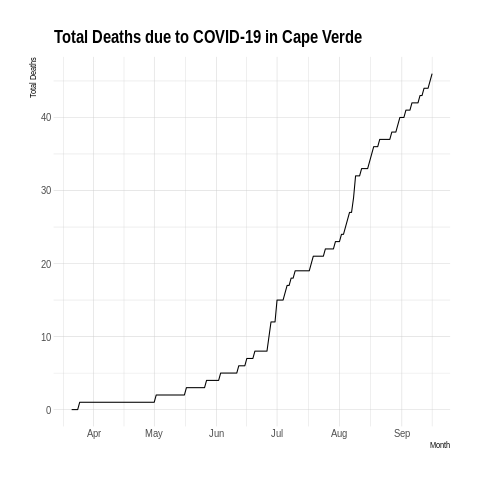 Total Deaths due to COVID-19 in Cape Verde
Total Deaths
40
30
20
10
0
Apr May Jun Jul Aug Sep
Month